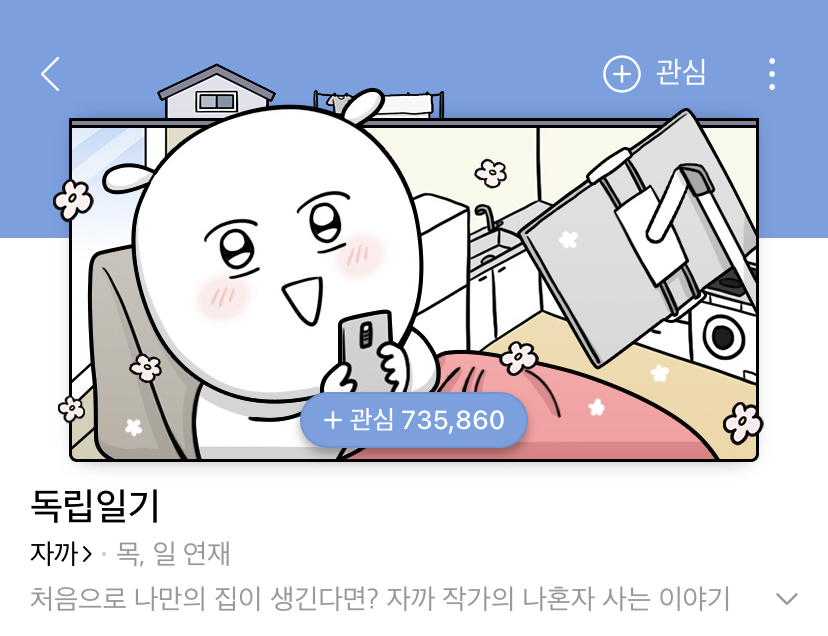 관심
+ 관심 735,860
독립일기
자까> · 목, 일 연재
처음으로 나만의 집이 생긴다면? 자까 작가의 나혼자 사는 이야기